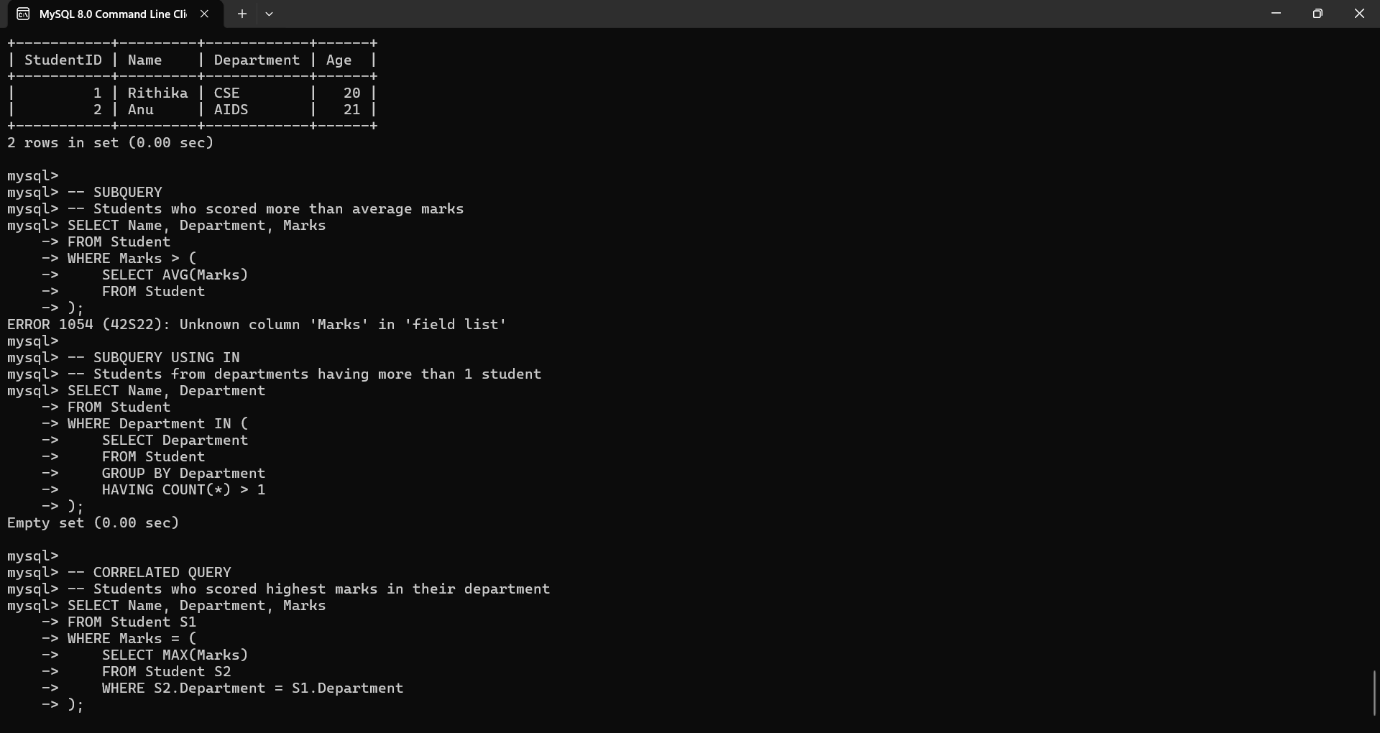 MySQL 8.0 Command Line Cli
+-----------+---------+------------+------+
| StudentID | Name    | Department | Age  |
+-----------+---------+------------+------+
|         1 | Rithika | CSE        |   20 |
|         2 | Anu     | AIDS       |   21 |
+-----------+---------+------------+------+
2 rows in set (0.00 sec)

mysql>
mysql> -- SUBQUERY
mysql> -- Students who scored more than average marks
mysql> SELECT Name, Department, Marks
    -> FROM Student
    -> WHERE Marks > (
    ->     SELECT AVG(Marks)
    ->     FROM Student
    -> );
ERROR 1054 (42S22): Unknown column 'Marks' in 'field list'
mysql>
mysql> -- SUBQUERY USING IN
mysql> -- Students from departments having more than 1 student
mysql> SELECT Name, Department
    -> FROM Student
    -> WHERE Department IN (
    ->     SELECT Department
    ->     FROM Student
    ->     GROUP BY Department
    ->     HAVING COUNT(*) > 1
    -> );
Empty set (0.00 sec)

mysql>
mysql> -- CORRELATED QUERY
mysql> -- Students who scored highest marks in their department
mysql> SELECT Name, Department, Marks
    -> FROM Student S1
    -> WHERE Marks = (
    ->     SELECT MAX(Marks)
    ->     FROM Student S2
    ->     WHERE S2.Department = S1.Department
    -> );